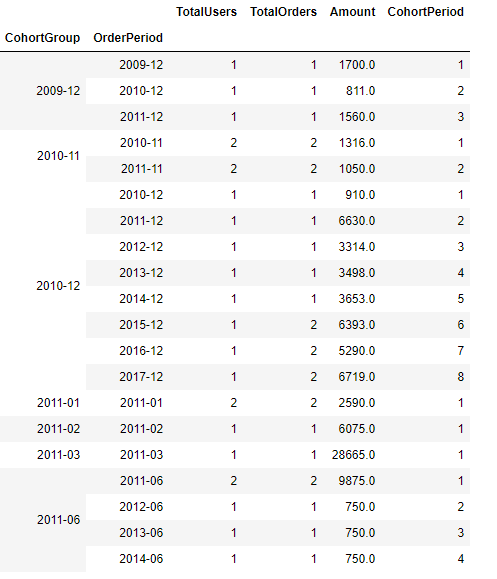 TotalUsers TotalOrders Amount CohortPeriod
CohortGroup OrderPeriod
2009-12 2009-12 1 1 1700.0 1
2010-12 1 1 811.0 2
2011-12 1 1 1560.0 3
2010-11 2010-11 2 2 1316.0 1
2011-11 2 2 1050.0 2
2010-12 2010-12 1 1 910.0 1
2011-12 1 1 6630.0 2
2012-12 1 1 3314.0 3
2013-12 1 1 3498.0 4
2014-12 1 1 3653.0 5
2015-12 1 2 6393.0 6
2016-12 1 2 5290.0 7
2017-12 1 2 6719.0 8
2011-01 2011-01 2 2 2590.0 1
2011-02 2011-02 1 1 6075.0 1
2011-03 2011-03 1 1 28665.0 1
2011-06 2011-06 2 2 9875.0 1
2012-06 1 1 750.0 2
2013-06 1 1 750.0 3
2014-06 1 1 750.0 4